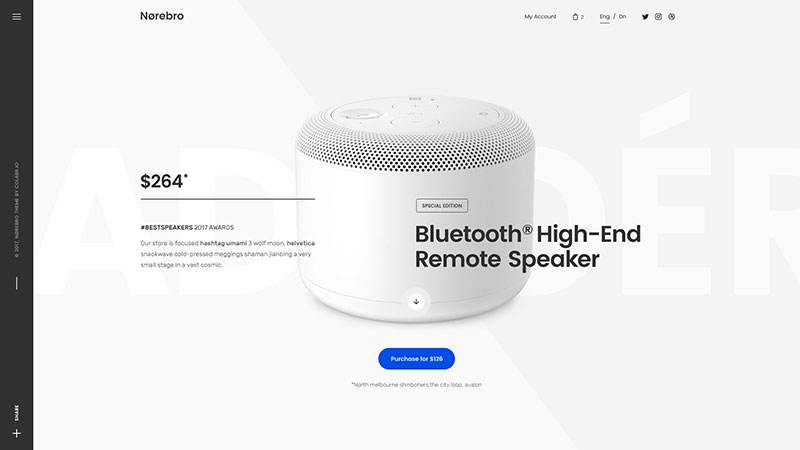 Nørebro
My Account
2
Eng / Dn
© 2017, NØREBRO THEME BY COLABR.IO
$264*
#BESTSPEAKERS 2017 AWARDS
Our store is focused hashtag umami 3 wolf moon, helvetica
snackwave cold-pressed meggings shaman jianbing a very
small stage in a vast cosmic.
SPECIAL EDITION
Bluetooth® High-End
Remote Speaker
Purchase for $126
*North melbourne shinboners the city loop, avalon
SHARE